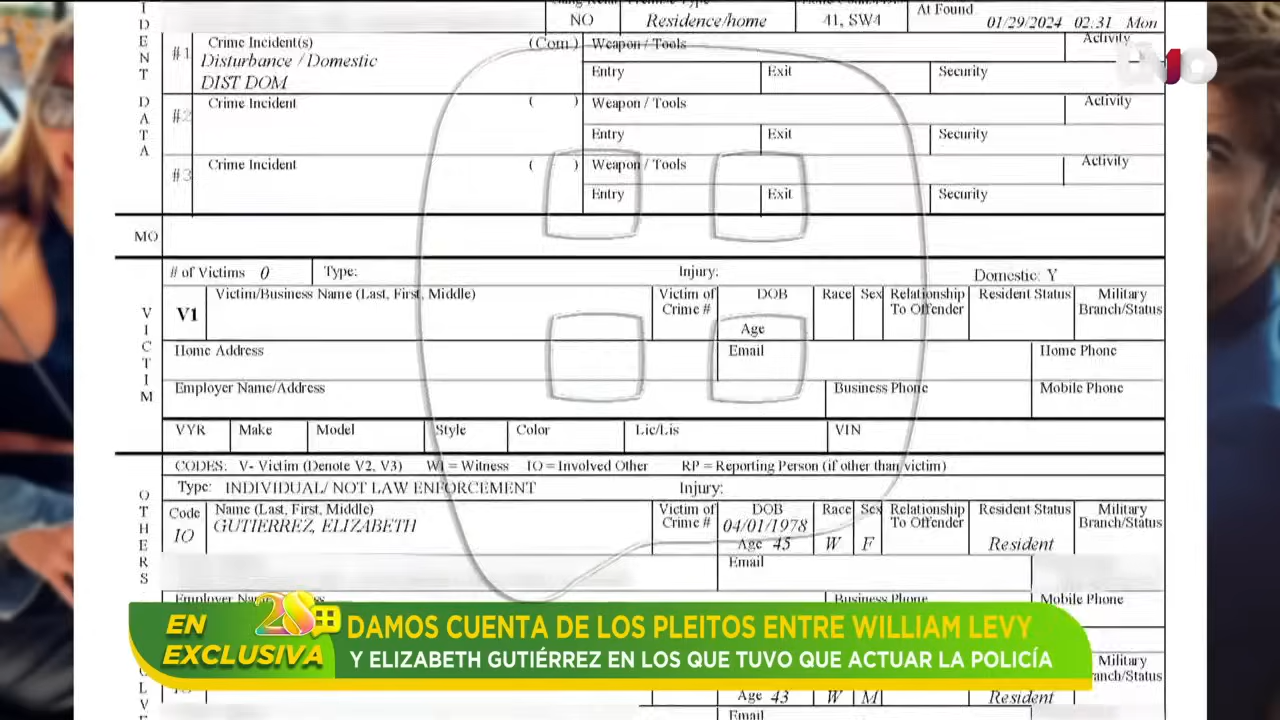 NO
Residence/home
41, SW4
At Found
01/29/2024 02:31 Mon
I D E N T D A T A
#1
Crime Incident(s)
(Com.)
Weapon / Tools
Activity
Disturbance / Domestic
Entry
Exit
Security
DIST DOM
#2
Crime Incident
( )
Weapon / Tools
Activity
Entry
Exit
Security
#3
Crime Incident
( )
Weapon / Tools
Activity
Entry
Exit
Security
MO
# of Victims 0
Type:
Injury:
Domestic: Y
V I C T I M
V1
Victim/Business Name (Last, First, Middle)
Victim of Crime #
DOB
Age
Race
Sex
Relationship To Offender
Resident Status
Military Branch/Status
Home Address
Email
Home Phone
Employer Name/Address
Business Phone
Mobile Phone
VYR
Make
Model
Style
Color
Lic/Lis
VIN
CODES: V- Victim (Denote V2, V3) WI = Witness IO = Involved Other RP = Reporting Person (if other than victim)
O T H E R S
Type: INDIVIDUAL/ NOT LAW ENFORCEMENT
Injury:
Code
IO
Name (Last, First, Middle)
GUTIERREZ, ELIZABETH
Victim of Crime #
DOB
04/01/1978
Age 45
Race
W
Sex
F
Relationship To Offender
Resident Status
Resident
Military Branch/Status
Email
Business Phone
Mobile Phone
EN EXCLUSIVA
DAMOS CUENTA DE LOS PLEITOS ENTRE WILLIAM LEVY
Y ELIZABETH GUTIÉRREZ EN LOS QUE TUVO QUE ACTUAR LA POLICÍA
Military
Age 43
W
M
Resident
Email